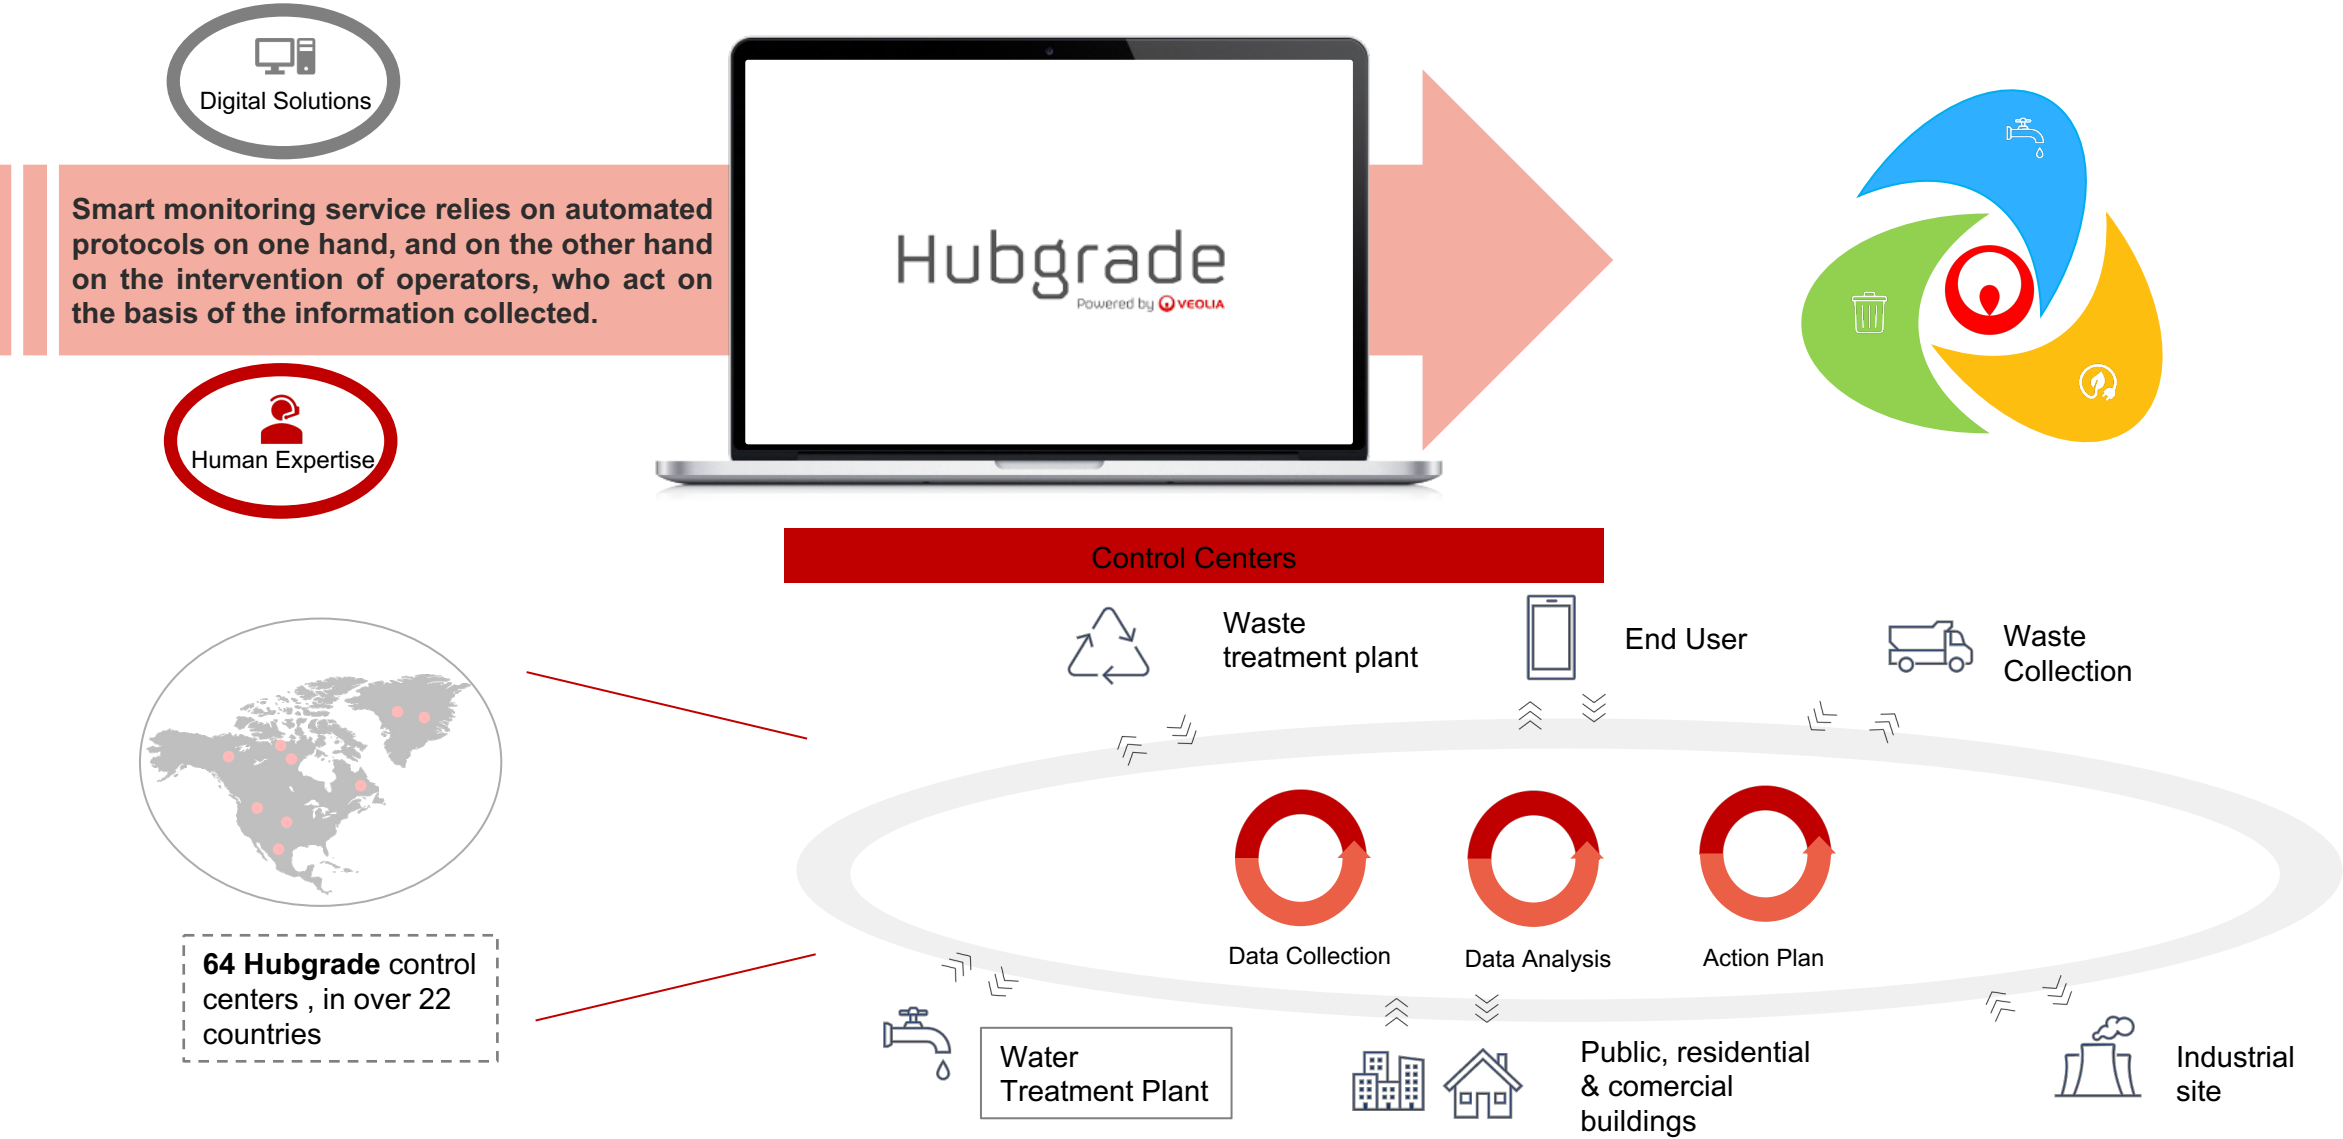 Digital Solutions
Smart monitoring service relies on automated
protocols on one hand, and on the other hand
on the intervention of operators, who act on
the basis of the information collected.
Human Expertise
Hubgrade
Powered by VEOLIA
Control Centers
Waste
treatment plant
End User
Waste
Collection
Data Collection
Data Analysis
Action Plan
64 Hubgrade control
centers , in over 22
countries
Water
Treatment Plant
Public, residential
& comercial
buildings
Industrial
site